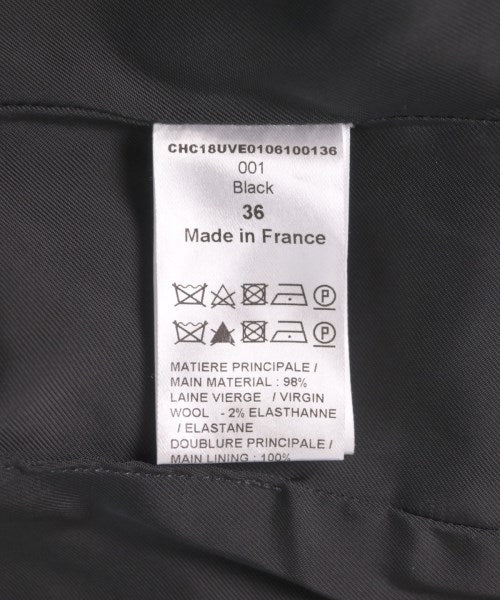 CHC18UVE0106100136
001
Black
36
Made in France
P
P
MATIERE PRINCIPALE /
MAIN MATERIAL : 98%
LAINE VIERGE / VIRGIN
WOOL - 2% ELASTHANNE
/ ELASTANE
DOUBLURE PRINCIPALE /
MAIN LINING : 100%